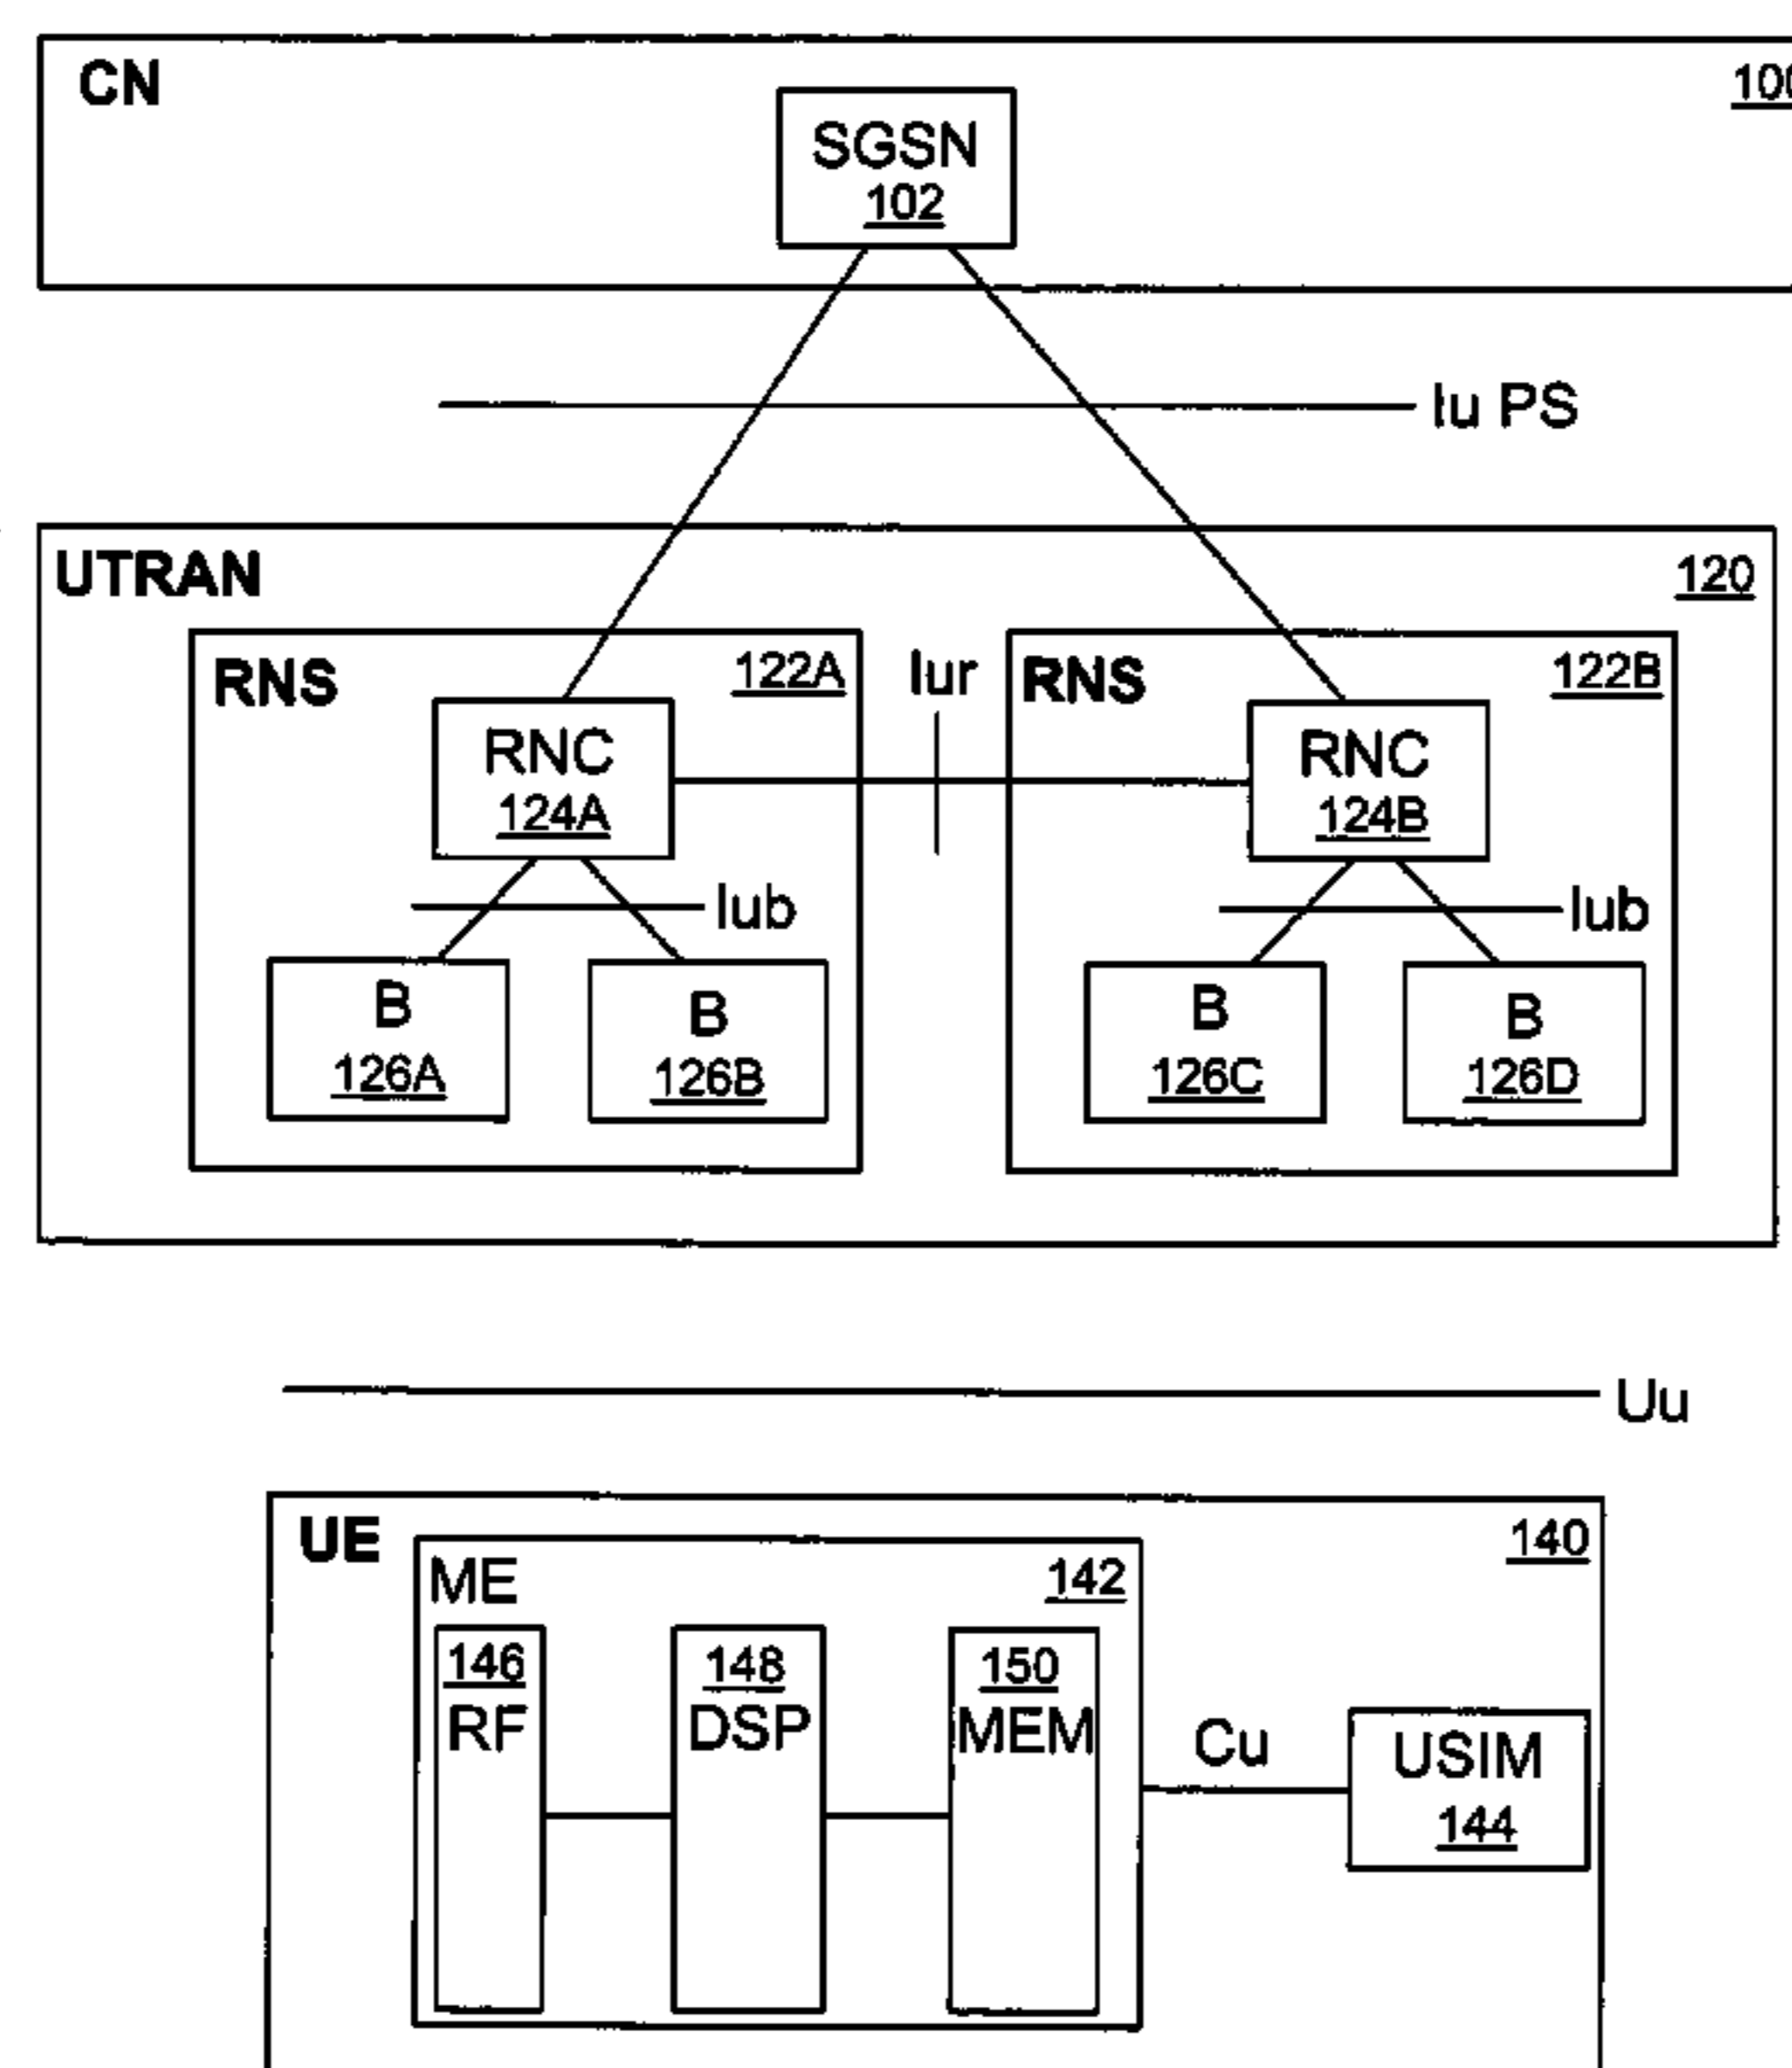 CN
100
SGSN
102
Iu PS
UTRAN
120
RNS
122A
Iur
RNS
122B
RNC
124A
RNC
124B
Iub
Iub
B
126A
B
126B
B
126C
B
126D
Uu
UE
140
ME
142
146
RF
148
DSP
150
MEM
Cu
USIM
144